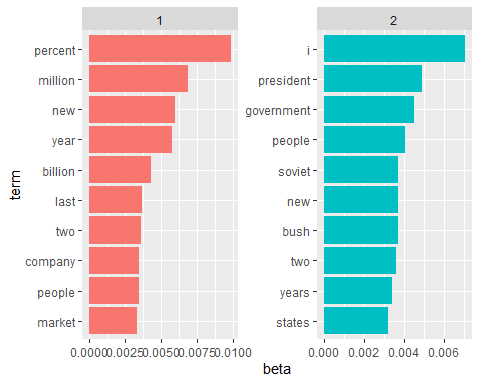 1
2
term
percent
million
new
year
billion
last
two
company
people
market
i
president
government
people
soviet
new
bush
two
years
states
0.0000 0.0025 0.0050 0.0075 0.0100
0.000 0.002 0.004 0.006
beta